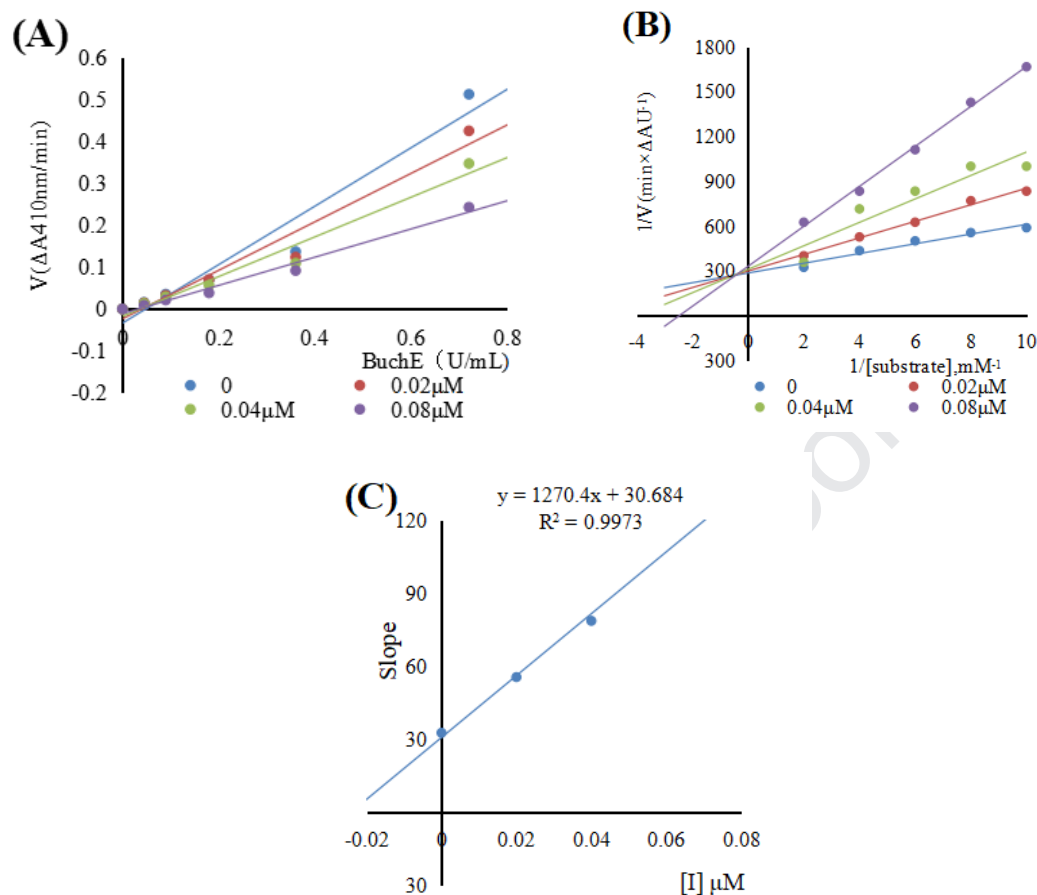 (A)
0.6
0.5
0.4
0.3
0.2
0.1
0
-0.1
-0.2
V(ΔA410nm/min)
0 0.2 0.4 0.6 0.8
BuchE（U/mL)
0 0.02μM
0.04μM 0.08μM
(B)
1800
1500
1200
900
600
300
300
1/V(min×ΔAU⁻¹)
-4 -2 0 2 4 6 8 10
1/[substrate],mM⁻¹
0 0.02μM
0.04μM 0.08μM
(C)
y = 1270.4x + 30.684
R² = 0.9973
120
90
60
30
30
Slope
-0.02 0 0.02 0.04 0.06 0.08
[I] μM